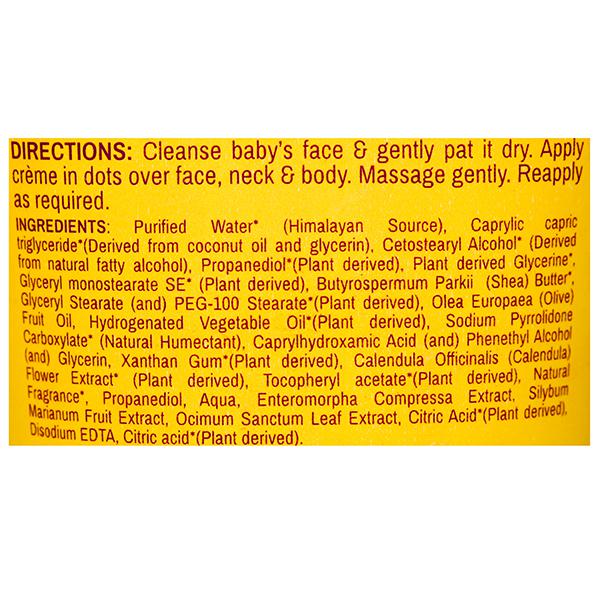 DIRECTIONS: Cleanse baby's face & gently pat it dry. Apply
crème in dots over face, neck & body. Massage gently. Reapply
as required.
INGREDIENTS: Purified Water* (Himalayan Source), Caprylic capric
triglyceride*(Derived from coconut oil and glycerin), Cetostearyl Alcohol* (Derived
from natural fatty alcohol), Propanediol*(Plant derived), Plant derived Glycerine*,
Glyceryl monostearate SE* (Plant derived), Butyrospermum Parkii (Shea) Butter*,
Glyceryl Stearate (and) PEG-100 Stearate*(Plant derived), Olea Europaea (Olive)
Fruit Oil, Hydrogenated Vegetable Oil*(Plant derived), Sodium Pyrrolidone
Carboxylate* (Natural Humectant), Caprylhydroxamic Acid (and) Phenethyl Alcohol
(and) Glycerin, Xanthan Gum*(Plant derived), Calendula Officinalis (Calendula)
Flower Extract* (Plant derived), Tocopheryl acetate*(Plant derived), Natural
Fragrance*, Propanediol, Aqua, Enteromorpha Compressa Extract, Silybum
Marianum Fruit Extract, Ocimum Sanctum Leaf Extract, Citric Acid*(Plant derived),
Disodium EDTA, Citric acid*(Plant derived).